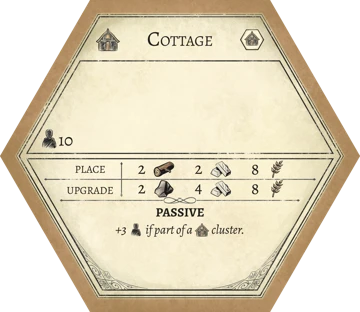 COTTAGE
10
PLACE 2 2 8
UPGRADE 2 4 8
PASSIVE
+3 if part of a cluster.